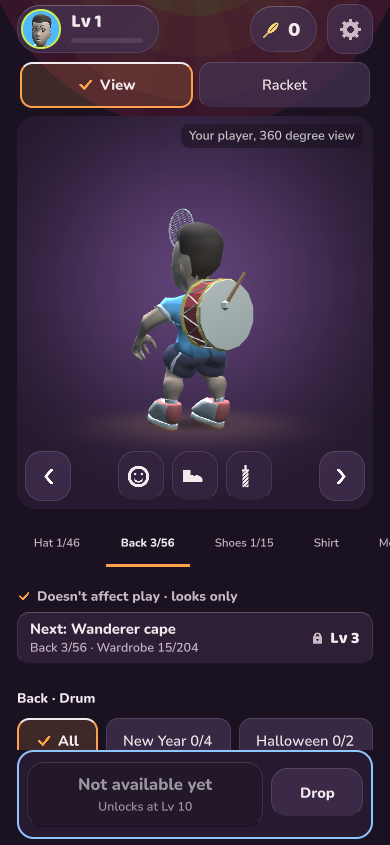 Lv 1
0
View
Racket
Your player, 360 degree view
Hat 1/46
Back 3/56
Shoes 1/15
Shirt
Doesn't affect play · looks only
Next: Wanderer cape
Back 3/56 · Wardrobe 15/204
Lv 3
Back · Drum
All
New Year 0/4
Halloween 0/2
Not available yet
Unlocks at Lv 10
Drop